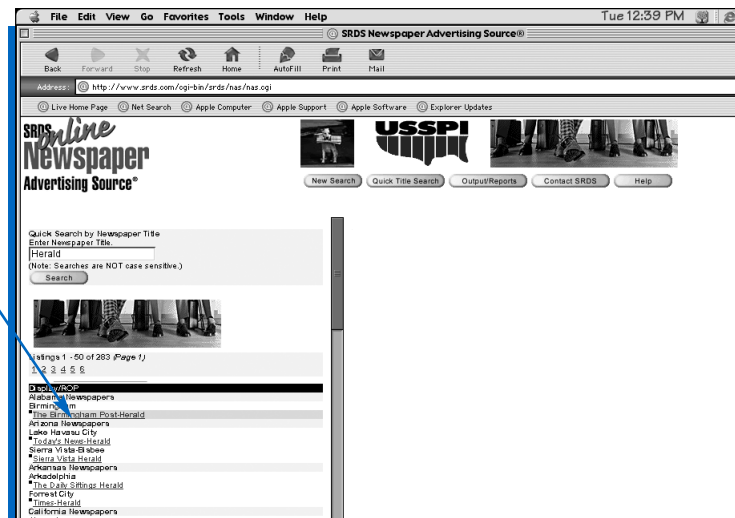 File Edit View Go Favorites Tools Window Help Tue 12:39 PM
SRDS Newspaper Advertising Source®
Back Forward Stop Refresh Home AutoFill Print Mail
Address: http://www.srds.com/cgi-bin/srds/nas/nas.cgi
Live Home Page Net Search Apple Computer Apple Support Apple Software Explorer Updates
SRDS online
Newspaper
Advertising Source®
USSPI
New Search Quick Title Search Output/Reports Contact SRDS Help
Quick Search by Newspaper Title
Enter Newspaper Title.
Herald
(Note: Searches are NOT case sensitive.)
Search
Listings 1 - 50 of 283 (Page 1)
1 2 3 4 5 6
Display/ROP
Alabama Newspapers
Birmingham
The Birmingham Post-Herald
Arizona Newspapers
Lake Havasu City
Today's News-Herald
Sierra Vista-Bisbee
Sierra Vista Herald
Arkansas Newspapers
Arkadelphia
The Daily Siftings Herald
Forrest City
Times-Herald
California Newspapers